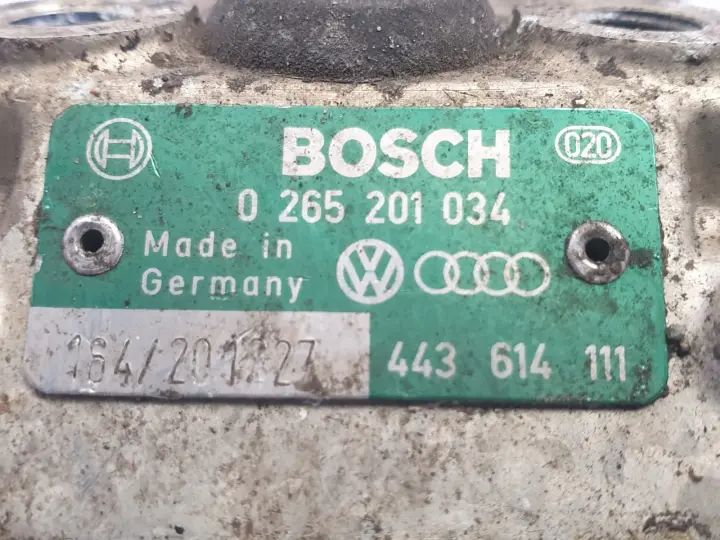 BOSCH 020
0 265 201 034
Made in
Germany
443 614 111